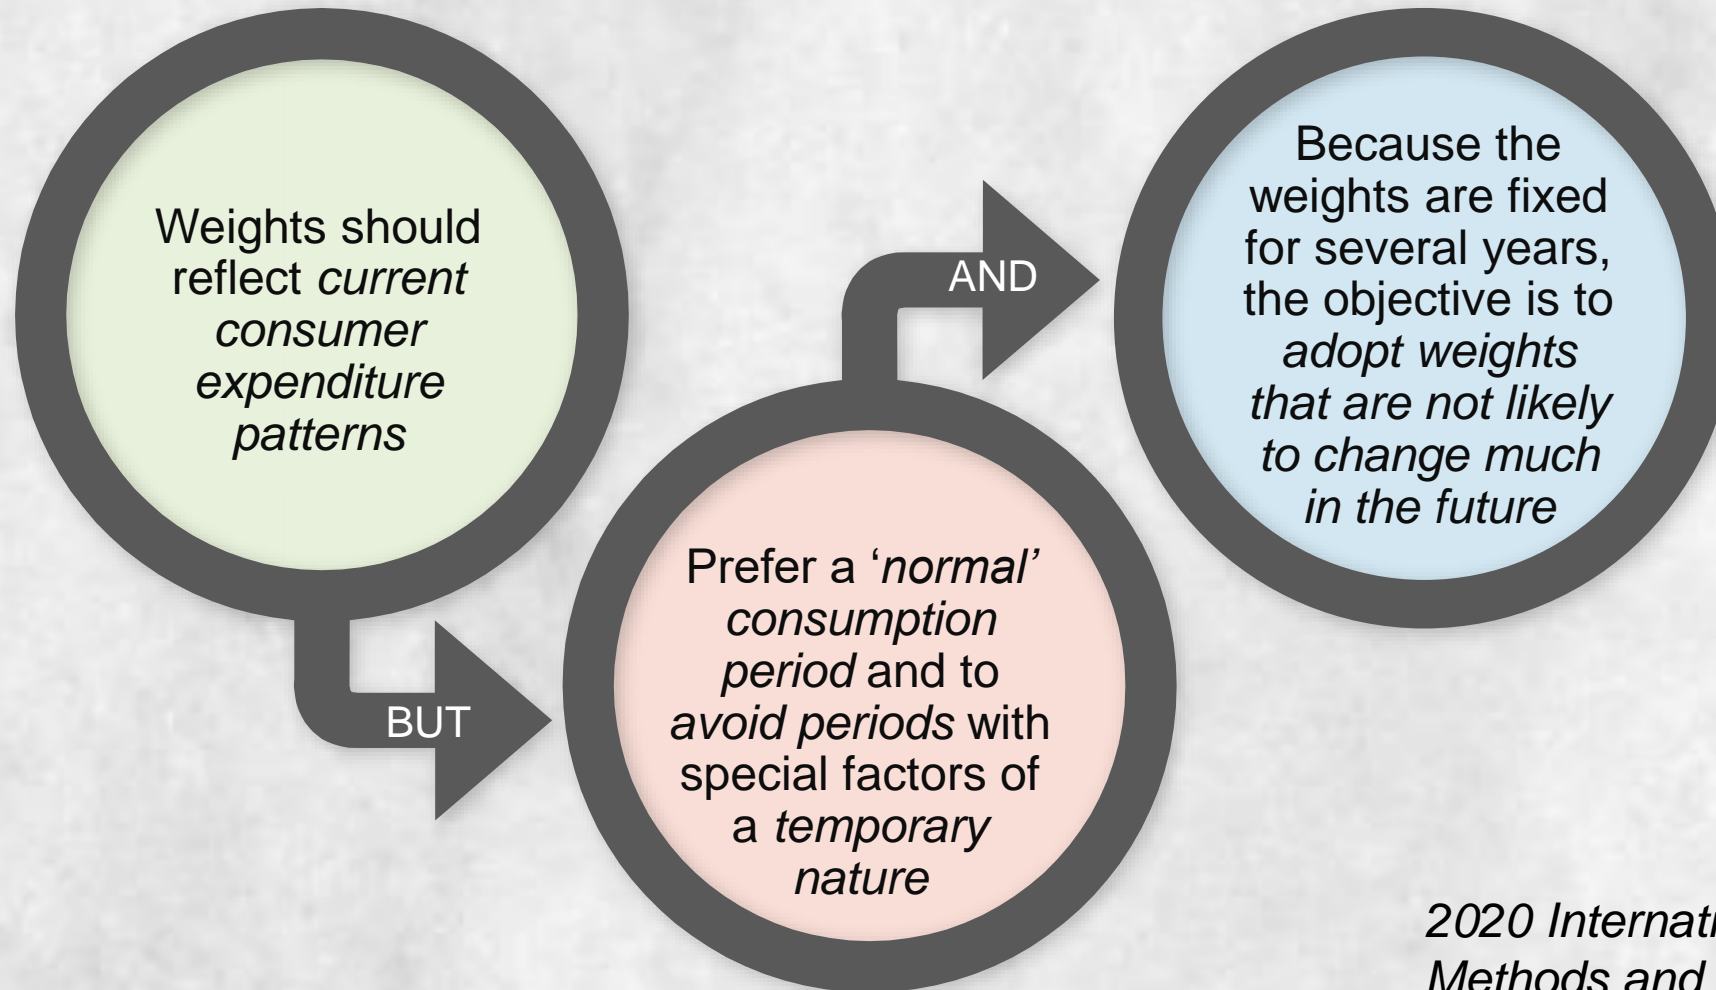 Weights should
reflect current
consumer
expenditure
patterns
BUT
Prefer a ‘normal’
consumption
period and to
avoid periods with
special factors of
a temporary
nature
AND
Because the
weights are fixed
for several years,
the objective is to
adopt weights
that are not likely
to change much
in the future
2020
Methods and